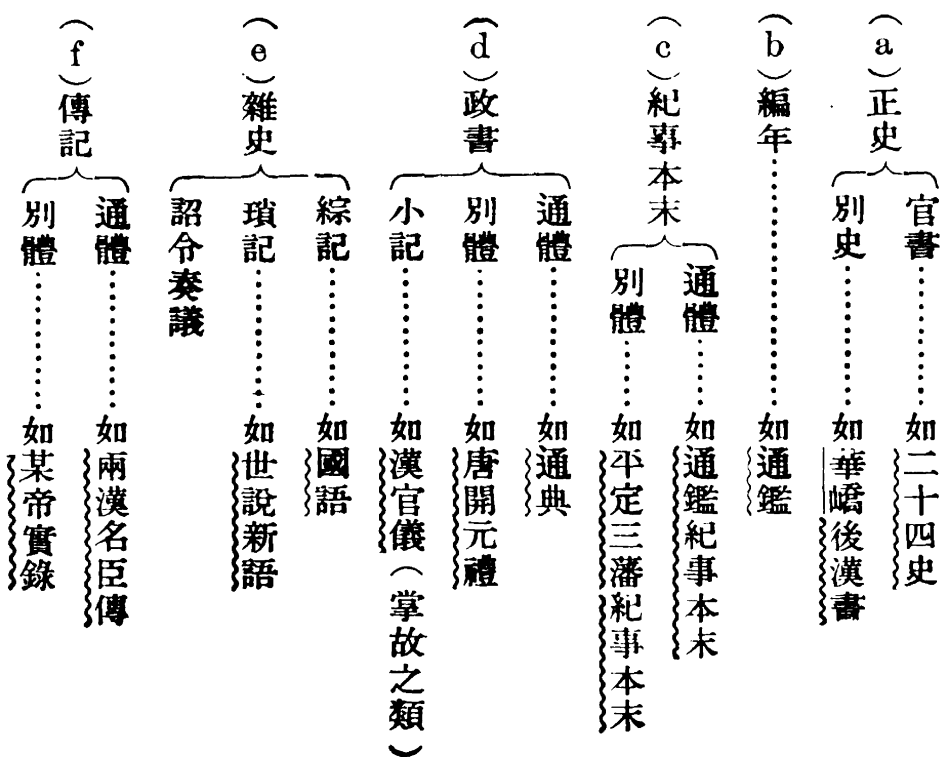 (a)正史
官書………如二十四史
別史………如華嶠後漢書
(b)編年………如通鑑
(c)紀事本末
通體………如通鑑紀事本末
別體………如平定三藩紀事本末
(d)政書
通體………如通典
別體………如唐開元禮
小記………如漢官儀(掌故之類)
(e)雜史
綜記………如國語
瑣記………如世說新語
詔令奏議
(f)傳記
通體………如兩漢名臣傳
別體………如某帝實錄